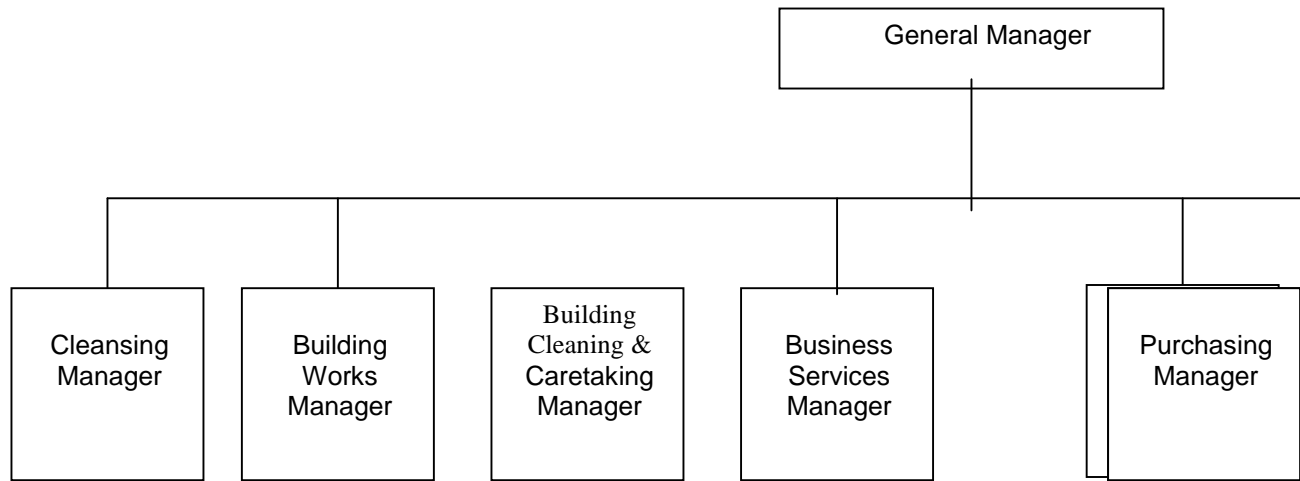 General Manager
Cleansing
Manager
Building
Works
Manager
Building
Cleaning &
Caretaking
Manager
Business
Services
Manager
Purchasing
Manager